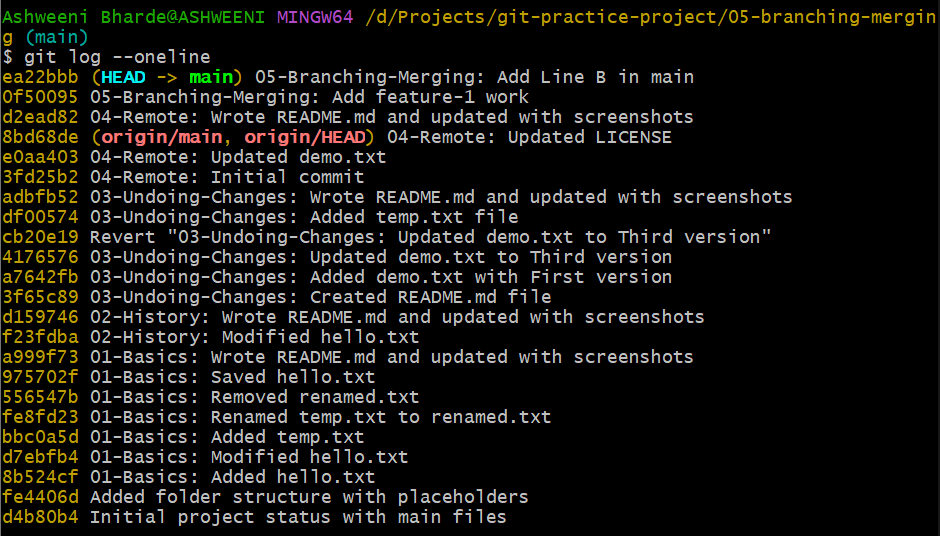 Ashweeni Bharde@ASHWEENI MINGW64 /d/Projects/git-practice-project/05-branching-mergin
g (main)
$ git log --oneline
ea22bbb (HEAD -> main) 05-Branching-Merging: Add Line B in main
0f50095 05-Branching-Merging: Add feature-1 work
d2ead82 04-Remote: Wrote README.md and updated with screenshots
8bd68de (origin/main, origin/HEAD) 04-Remote: Updated LICENSE
e0aa403 04-Remote: Updated demo.txt
3fd25b2 04-Remote: Initial commit
adbfb52 03-Undoing-Changes: Wrote README.md and updated with screenshots
df00574 03-Undoing-Changes: Added temp.txt file
cb20e19 Revert "03-Undoing-Changes: Updated demo.txt to Third version"
4176576 03-Undoing-Changes: Updated demo.txt to Third version
a7642fb 03-Undoing-Changes: Added demo.txt with First version
3f65c89 03-Undoing-Changes: Created README.md file
d159746 02-History: Wrote README.md and updated with screenshots
f23fdba 02-History: Modified hello.txt
a999f73 01-Basics: Wrote README.md and updated with screenshots
975702f 01-Basics: Saved hello.txt
556547b 01-Basics: Removed renamed.txt
fe8fd23 01-Basics: Renamed temp.txt to renamed.txt
bbc0a5d 01-Basics: Added temp.txt
d7ebfb4 01-Basics: Modified hello.txt
8b524cf 01-Basics: Added hello.txt
fe4406d Added folder structure with placeholders
d4b80b4 Initial project status with main files